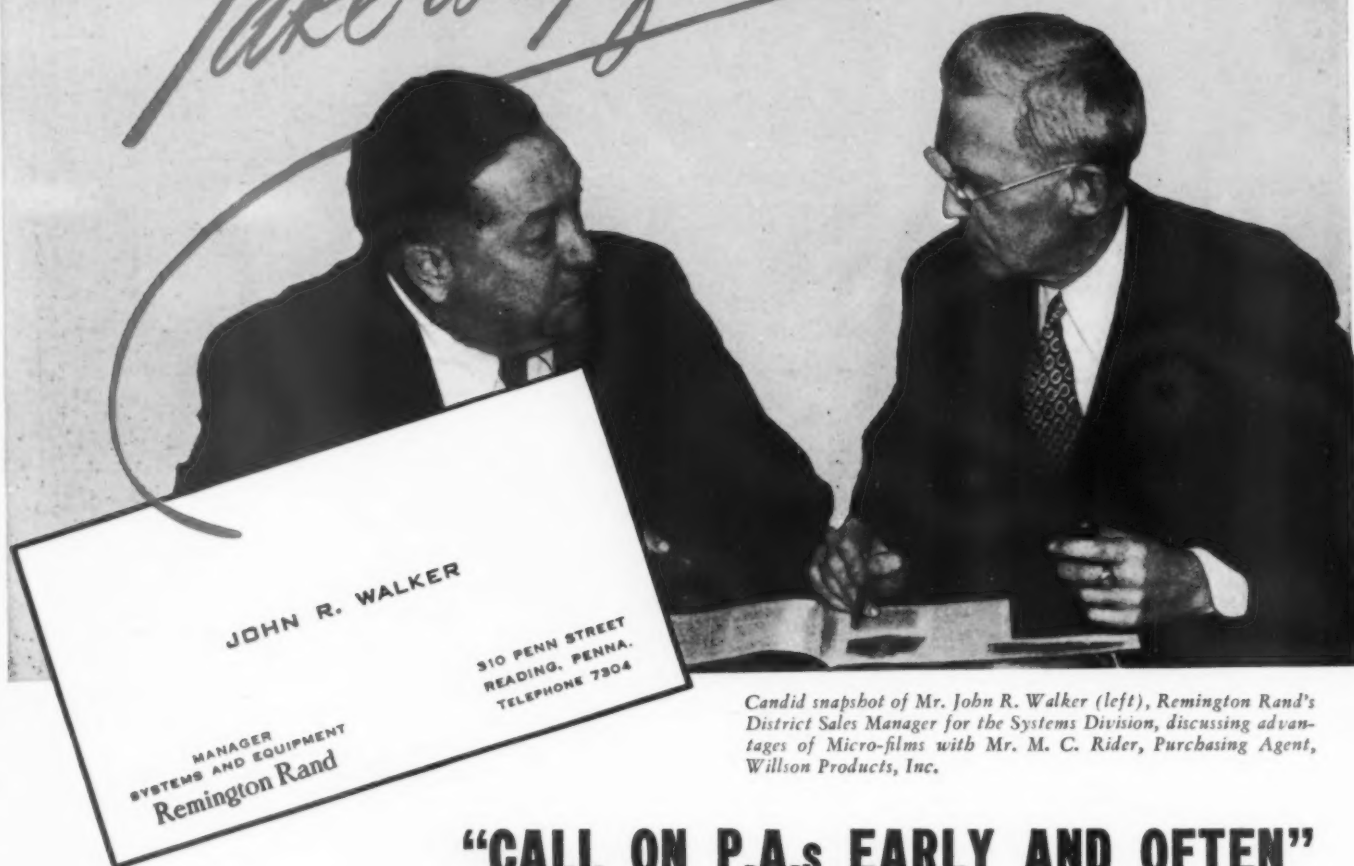 JOHN R. WALKER
310 PENN STREET
READING, PENNA.
TELEPHONE 7304
MANAGER
SYSTEMS AND EQUIPMENT
Remington Rand
Candid snapshot of Mr. John R. Walker (left), Remington Rand's
District Sales Manager for the Systems Division, discussing advan-
tages of Micro-films with Mr. M. C. Rider, Purchasing Agent,
Willson Products, Inc.
"CALL ON P.A.s EARLY AND OFTEN"